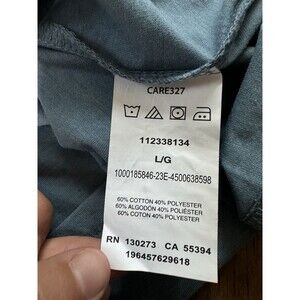 CARE327
112338134
L/G
1000185846-23E-4500638598
60% COTTON 40% POLYESTER
60% ALGODÓN 40% POLIÉSTER
60% COTON 40% POLYESTER
RN 130273 CA 55394
196457629618